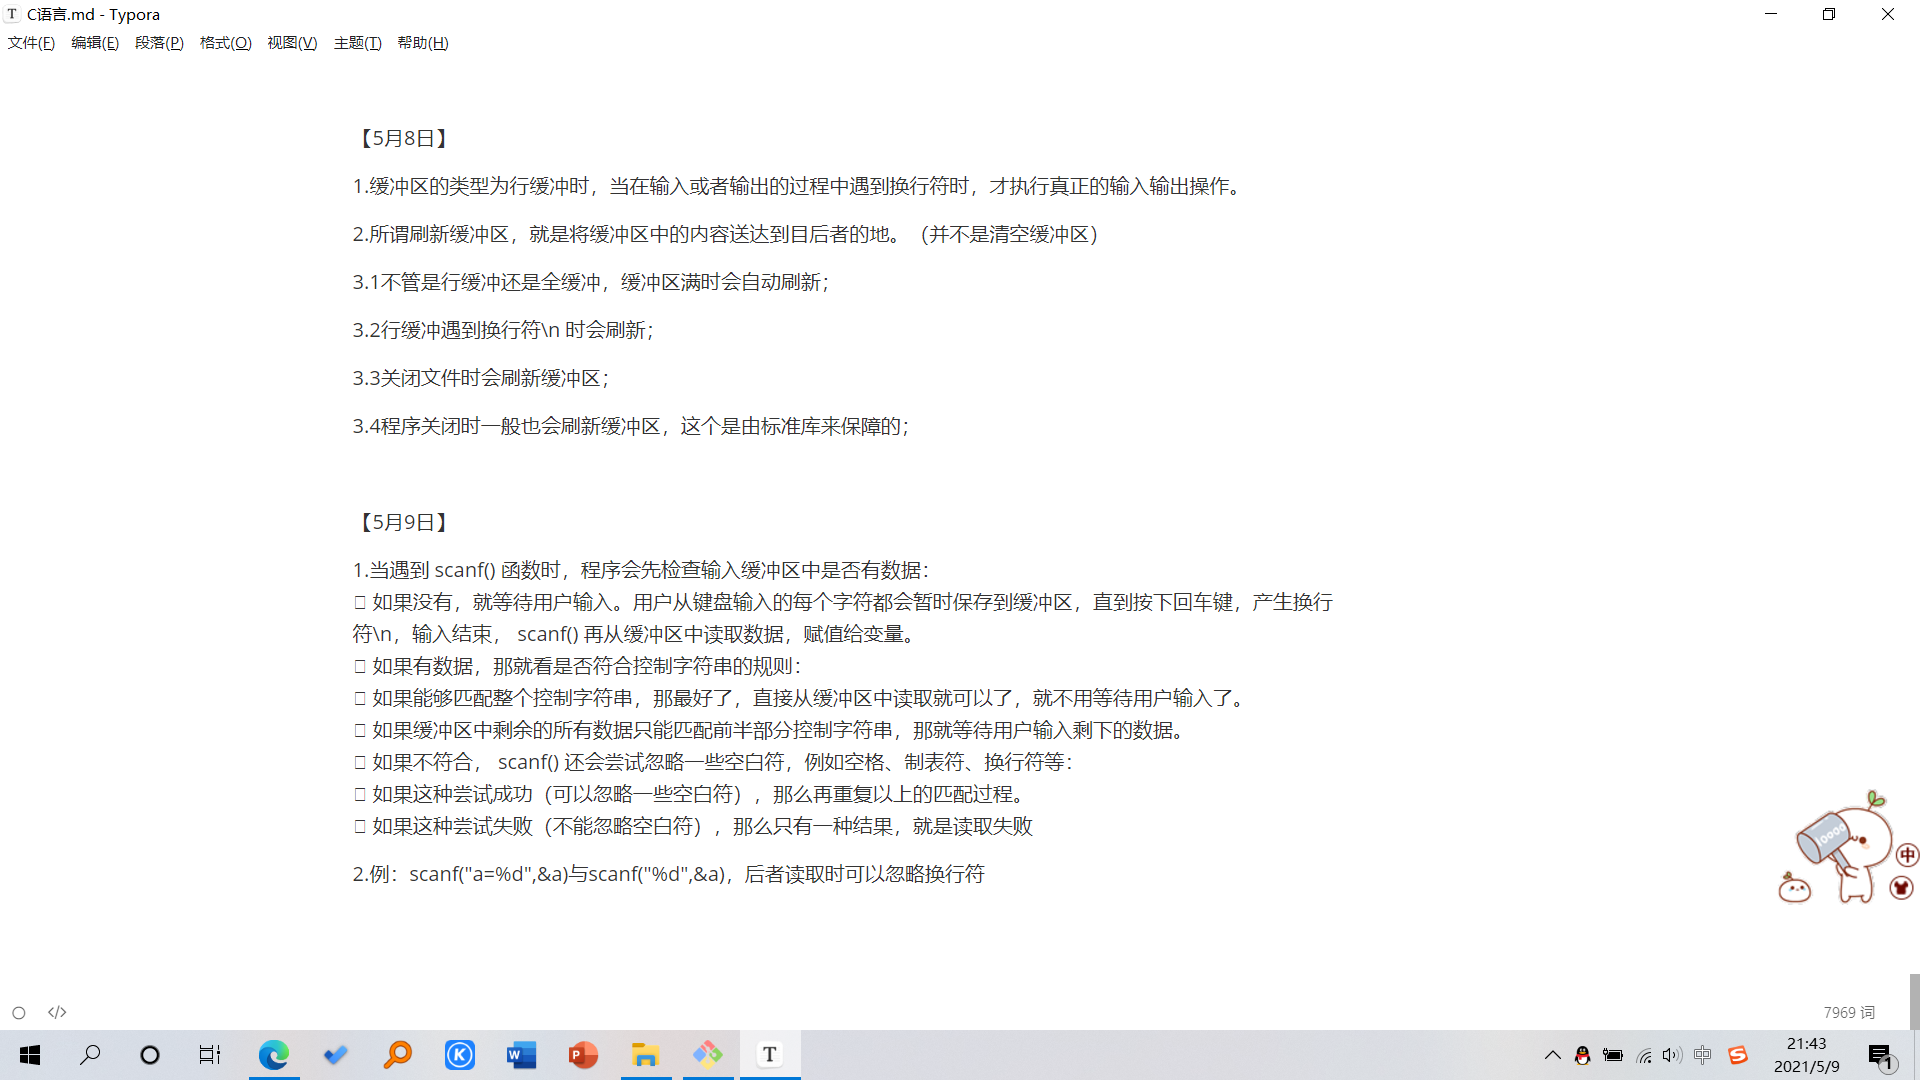 C语言.md - Typora
文件(F) 编辑(E) 段落(P) 格式(O) 视图(V) 主题(T) 帮助(H)
【5月8日】
1.缓冲区的类型为行缓冲时，当在输入或者输出的过程中遇到换行符时，才执行真正的输入输出操作。
2.所谓刷新缓冲区，就是将缓冲区中的内容送达到目后者的地。（并不是清空缓冲区）
3.1不管是行缓冲还是全缓冲，缓冲区满时会自动刷新；
3.2行缓冲遇到换行符\n 时会刷新；
3.3关闭文件时会刷新缓冲区；
3.4程序关闭时一般也会刷新缓冲区，这个是由标准库来保障的；
【5月9日】
1.当遇到 scanf() 函数时，程序会先检查输入缓冲区中是否有数据：
如果没有，就等待用户输入。用户从键盘输入的每个字符都会暂时保存到缓冲区，直到按下回车键，产生换行
符\n，输入结束， scanf() 再从缓冲区中读取数据，赋值给变量。
如果有数据，那就看是否符合控制字符串的规则：
如果能够匹配整个控制字符串，那最好了，直接从缓冲区中读取就可以了，就不用等待用户输入了。
如果缓冲区中剩余的所有数据只能匹配前半部分控制字符串，那就等待用户输入剩下的数据。
如果不符合， scanf() 还会尝试忽略一些空白符，例如空格、制表符、换行符等：
如果这种尝试成功（可以忽略一些空白符），那么再重复以上的匹配过程。
如果这种尝试失败（不能忽略空白符），那么只有一种结果，就是读取失败
2.例：scanf("a=%d",&a)与scanf("%d",&a)，后者读取时可以忽略换行符
10000
中
</>
7969 词
中
21:43
2021/5/9
1